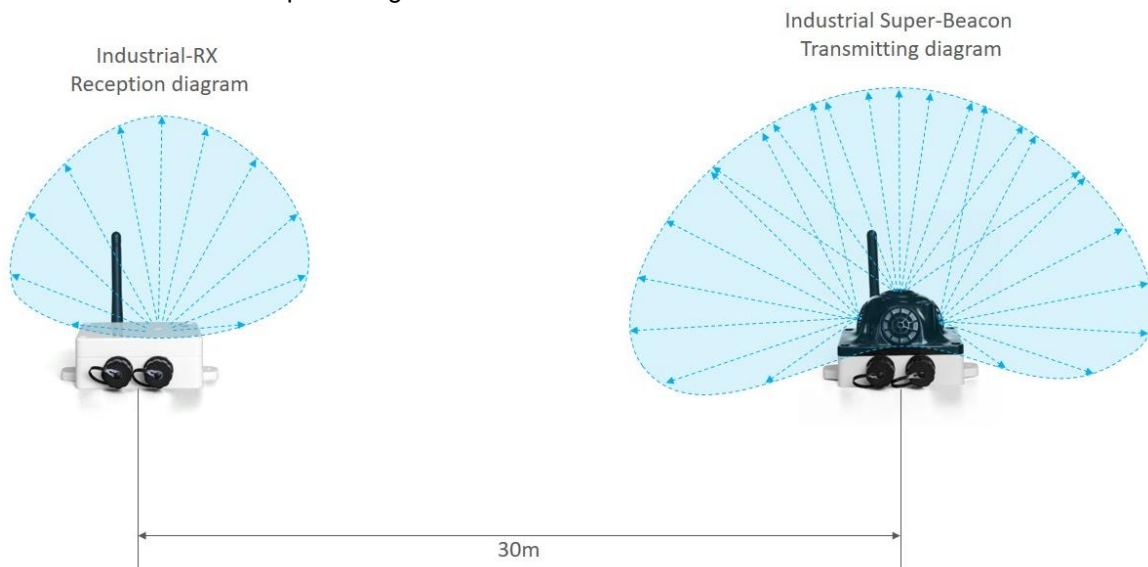 Industrial-RX
Reception diagram
Industrial Super-Beacon
Transmitting diagram
30m